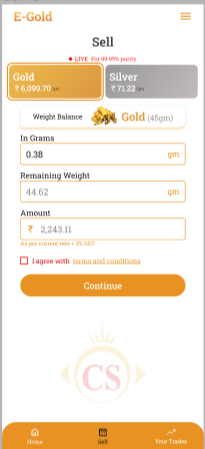 E-Gold
Sell
LIVE For 99.99% purity
Gold
₹ 6,099.70 gm
Silver
₹ 71.22 gm
Weight Balance Gold (45gm)
In Grams
0.38 gm
Remaining Weight
44.62 gm
Amount
₹ 2,243.11
As per current rate + 3% GST
I agree with terms and conditions
Continue
CS
Home Sell Your Trades